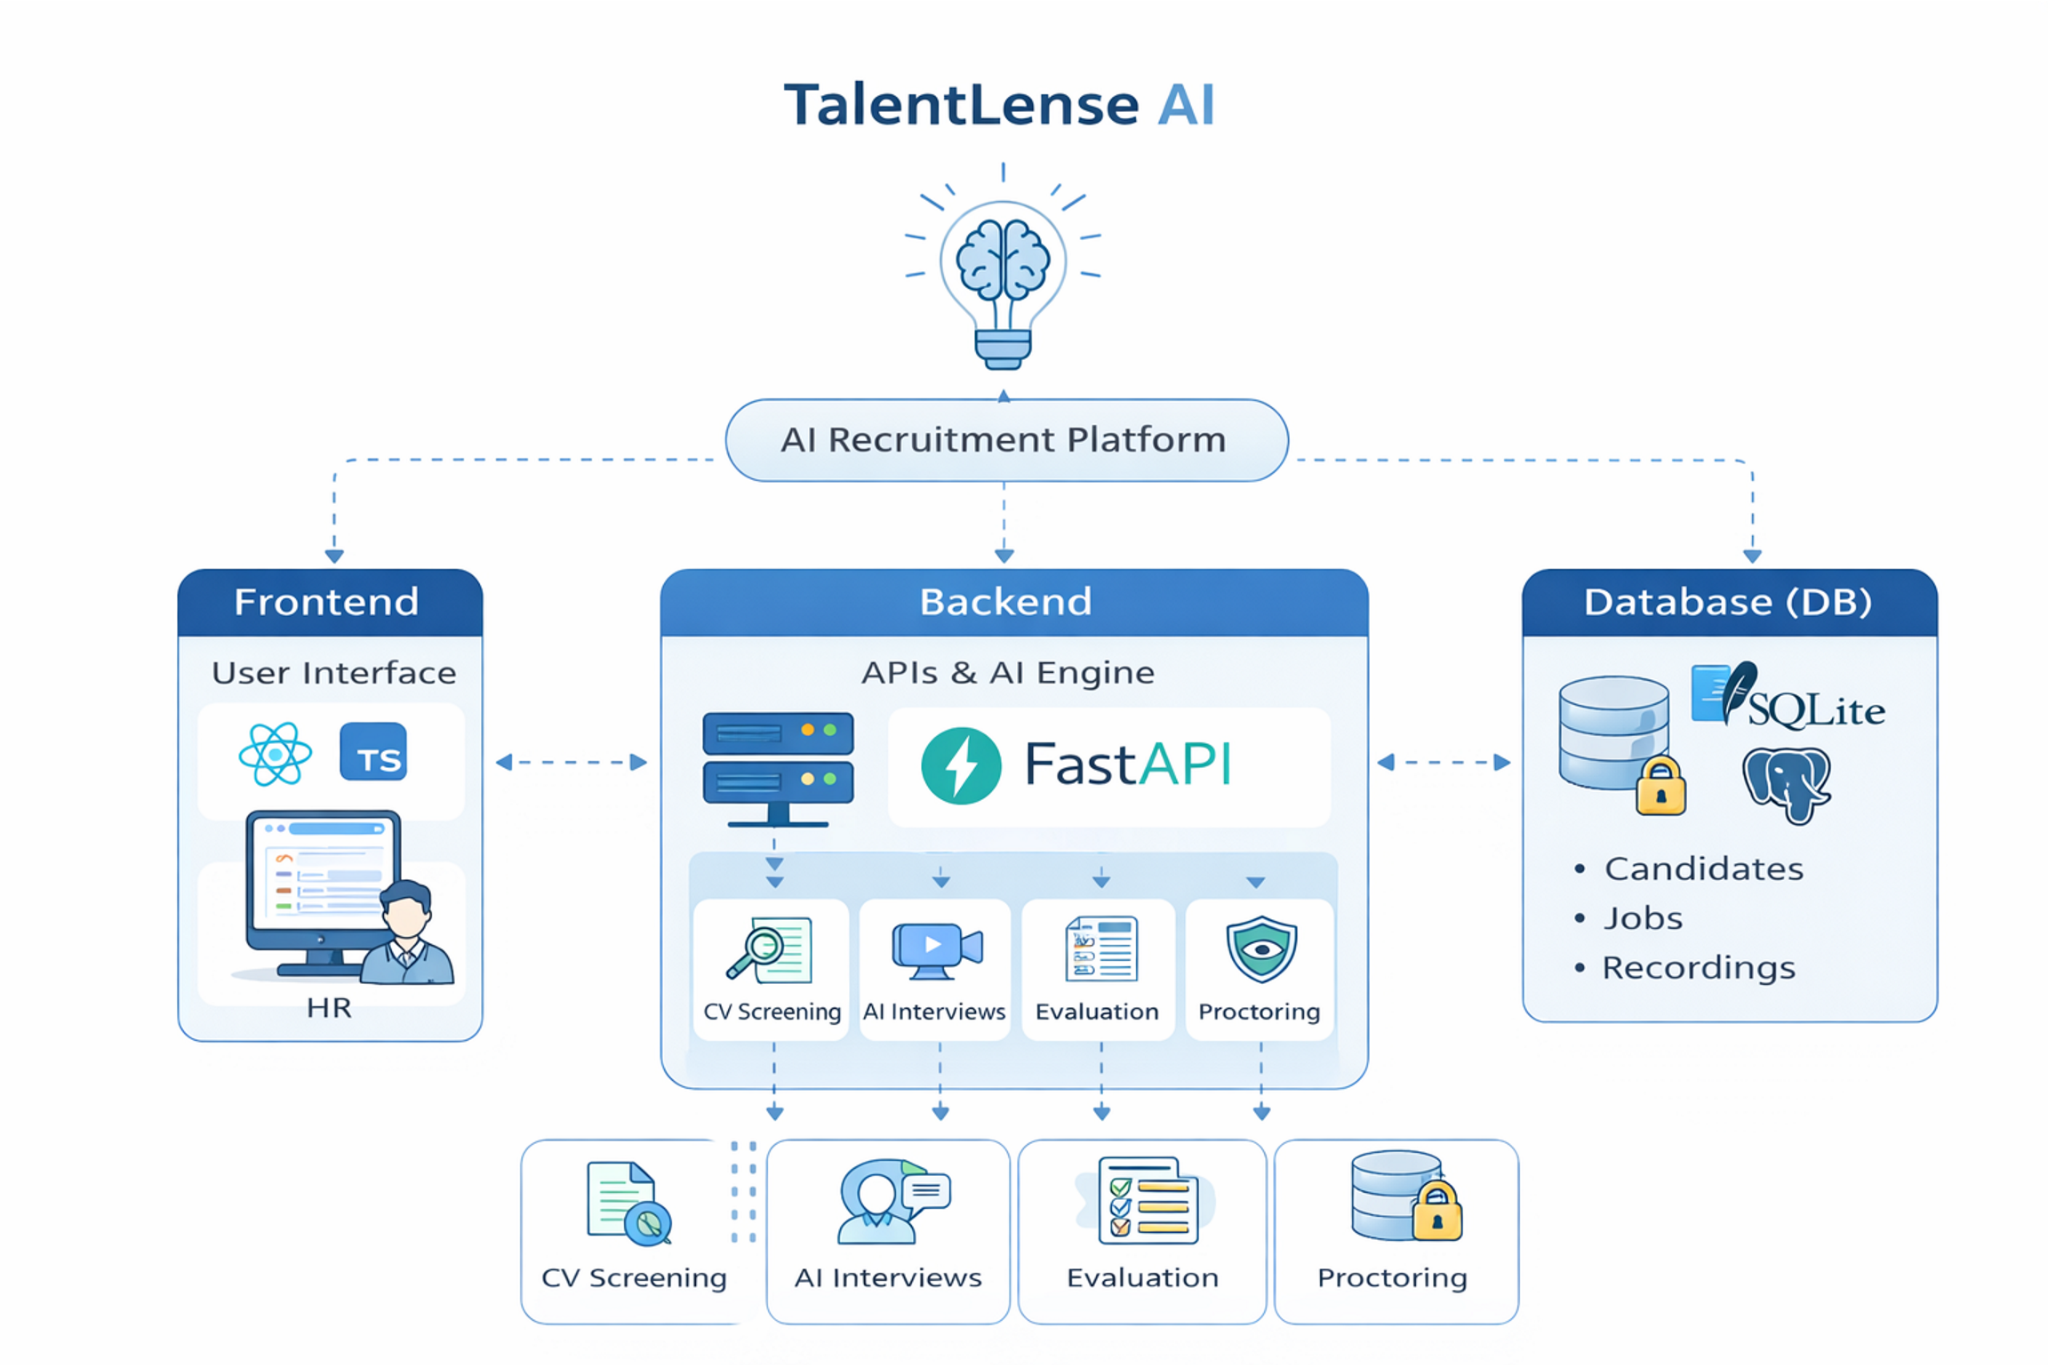 TalentLense AI
AI Recruitment Platform
Frontend
User Interface
TS
HR
Backend
APIs & AI Engine
FastAPI
CV Screening
AI Interviews
Evaluation
Proctoring
Database (DB)
SQLite
• Candidates
• Jobs
• Recordings
CV Screening
AI Interviews
Evaluation
Proctoring